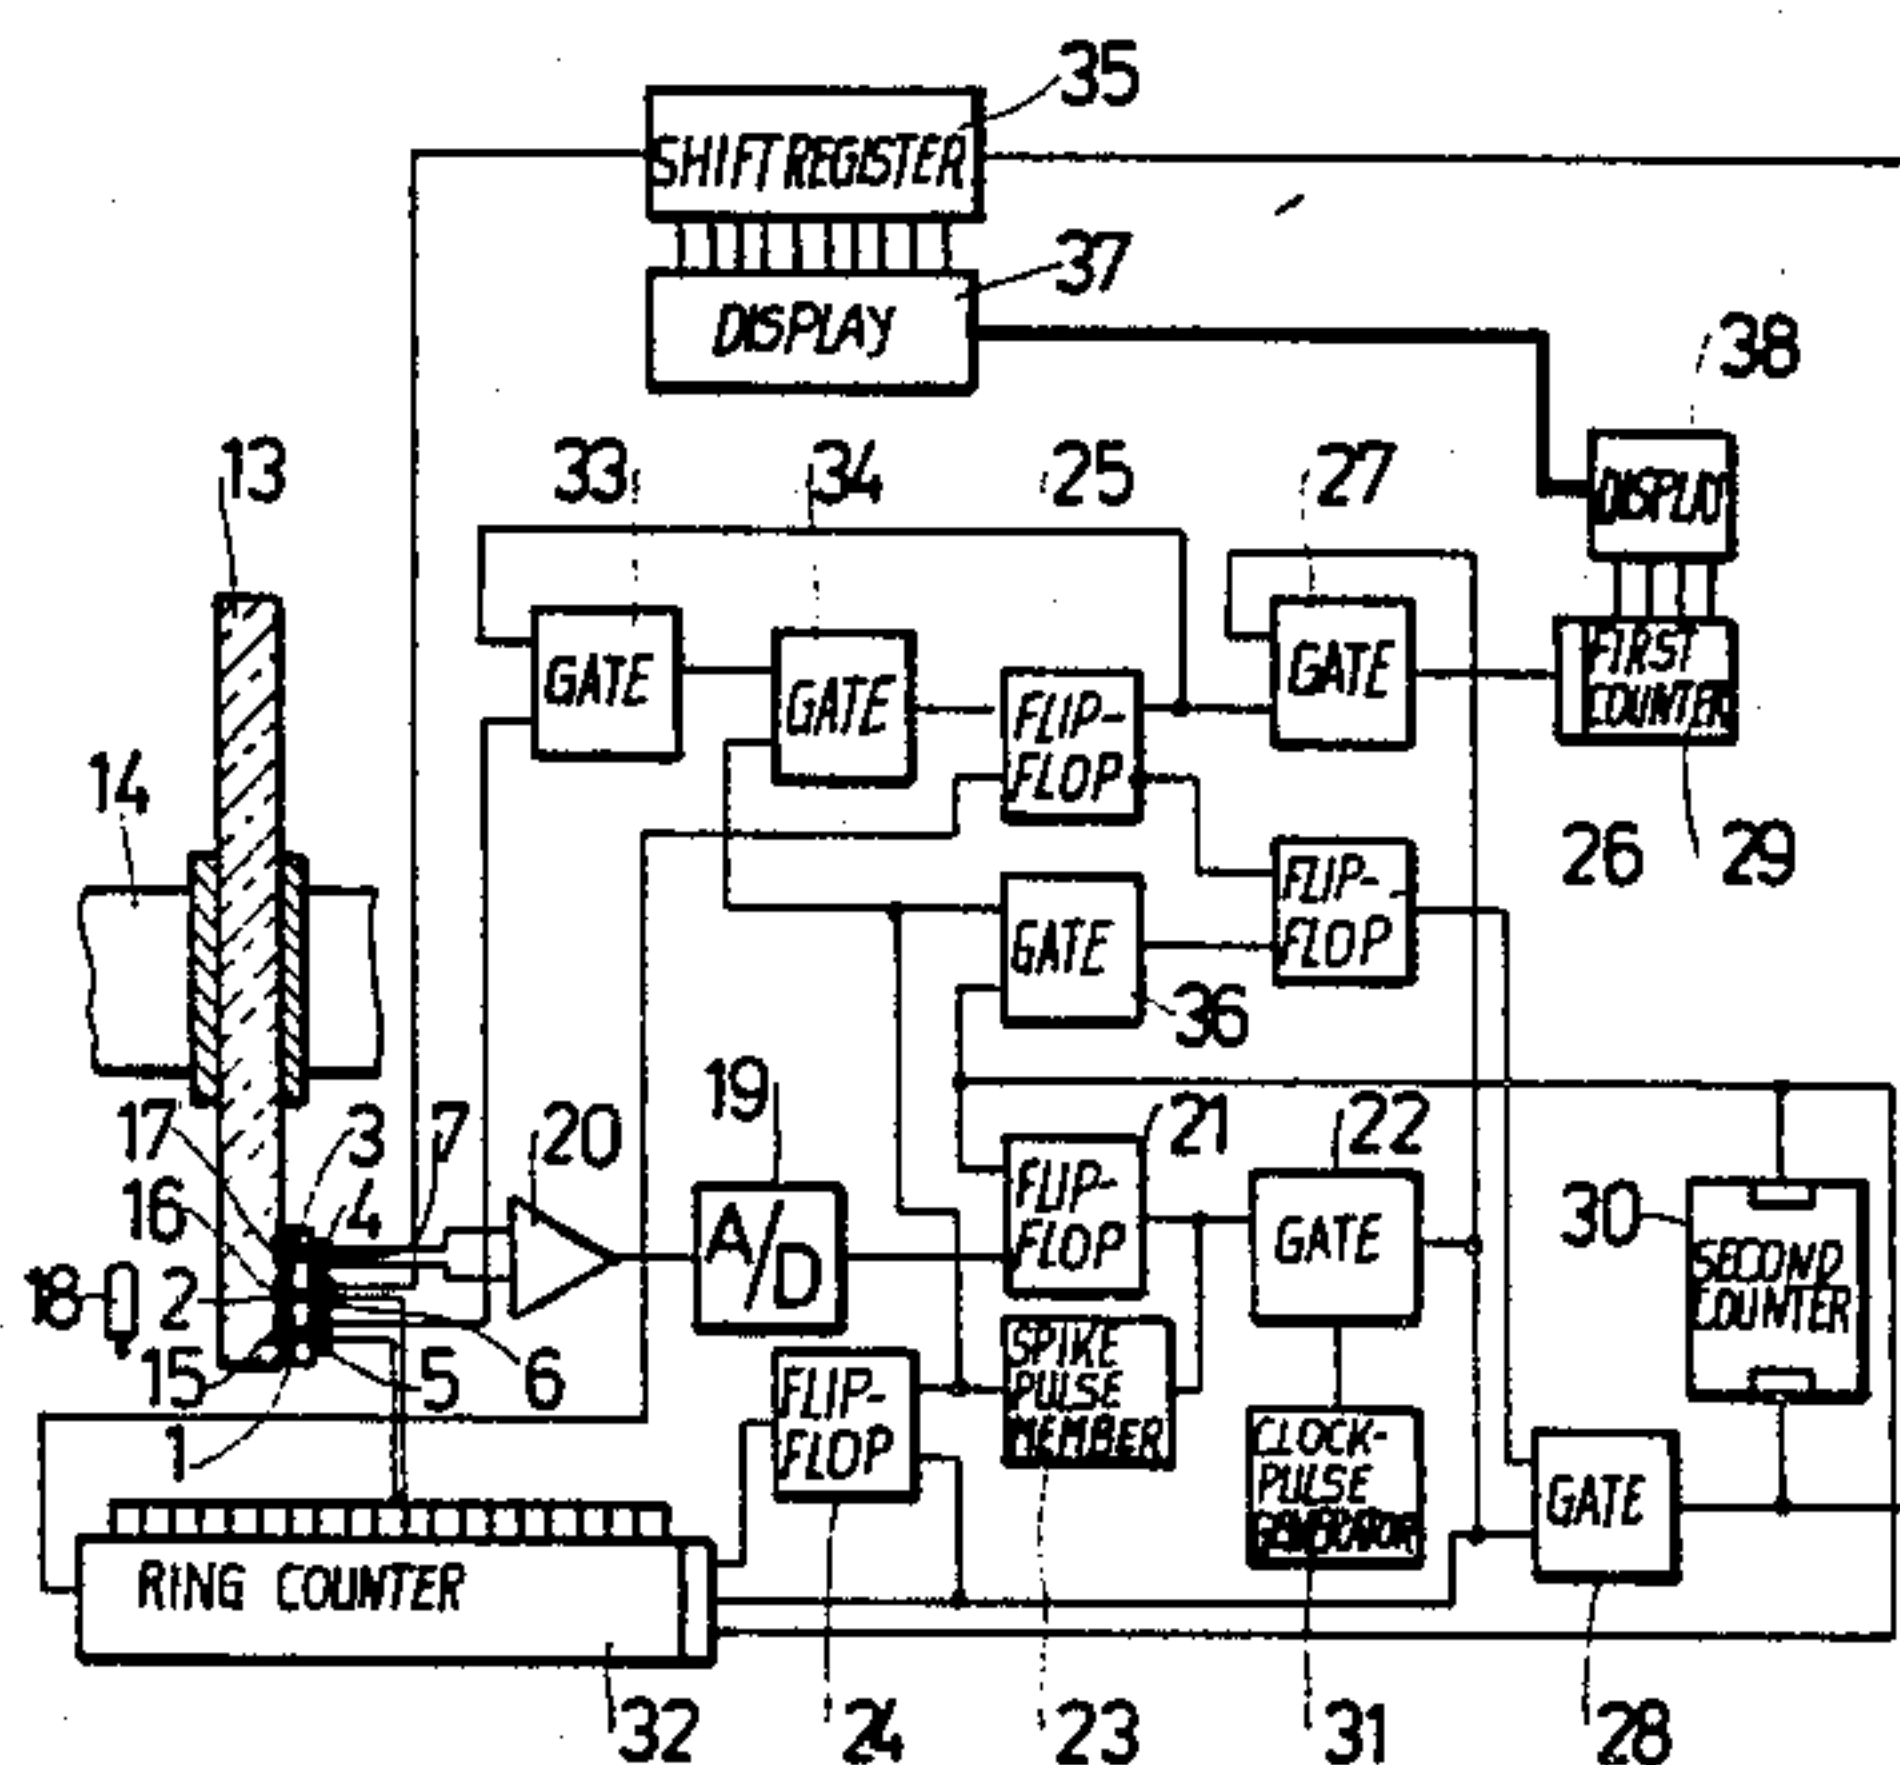 35
SHIFT REGISTER
37
DISPLAY
38
DISPLAY
13
33
34
25
27
GATE
GATE
FLIP-
FLOP
GATE
FIRST
COUNTER
14
26
29
FLIP-
FLOP
GATE
36
17
3
7
20
19
21
22
16
4
A/D
FLIP-
FLOP
GATE
30
SECOND
COUNTER
18
2
15
5
6
1
FLIP-
FLOP
SPIKE
PULSE
MEMBER
CLOCK-
PULSE
GENERATOR
GATE
RING COUNTER
32
24
23
31
28